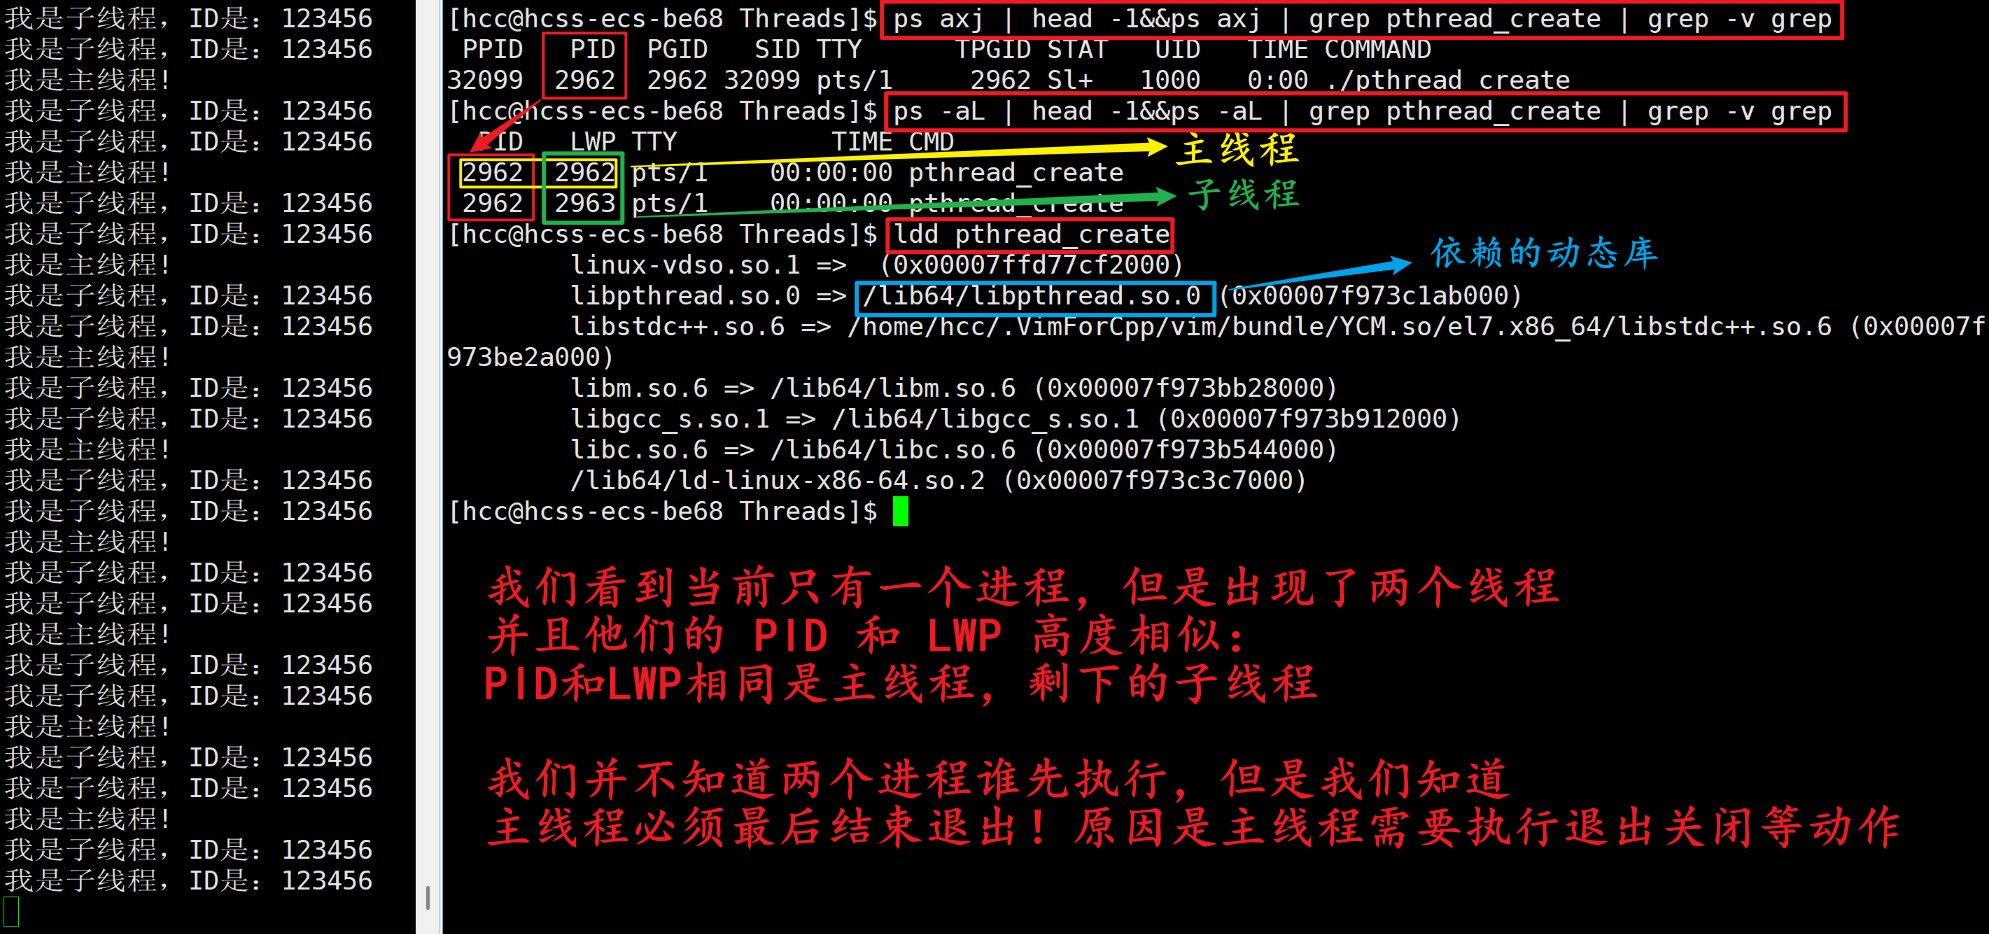 我是子线程，ID是：123456
我是子线程，ID是：123456
我是主线程!
我是子线程，ID是：123456
我是子线程，ID是：123456
我是主线程!
我是子线程，ID是：123456
我是子线程，ID是：123456
我是主线程!
我是子线程，ID是：123456
我是子线程，ID是：123456
我是主线程!
我是子线程，ID是：123456
我是子线程，ID是：123456
我是主线程!
我是子线程，ID是：123456
我是子线程，ID是：123456
我是主线程!
我是子线程，ID是：123456
我是子线程，ID是：123456
我是主线程!
我是子线程，ID是：123456
我是子线程，ID是：123456
我是主线程!
我是子线程，ID是：123456
我是子线程，ID是：123456
我是主线程!
我是子线程，ID是：123456
我是子线程，ID是：123456
[hcc@hcss-ecs-be68 Threads]$ ps axj | head -1&&ps axj | grep pthread_create | grep -v grep
PPID PID PGID SID TTY TPGID STAT UID TIME COMMAND
32099 2962 2962 32099 pts/1 2962 Sl+ 1000 0:00 ./pthread_create
[hcc@hcss-ecs-be68 Threads]$ ps -aL | head -1&&ps -aL | grep pthread_create | grep -v grep
PID LWP TTY TIME CMD
2962 2962 pts/1 00:00:00 pthread_create
主线程
2962 2963 pts/1 00:00:00 pthread_create
子线程
[hcc@hcss-ecs-be68 Threads]$ ldd pthread_create
linux-vdso.so.1 => (0x00007ffd77cf2000)
依赖的动态库
libpthread.so.0 => /lib64/libpthread.so.0 (0x00007f973c1ab000)
libstdc++.so.6 => /home/hcc/.VimForCpp/vim/bundle/YCM.so/el7.x86_64/libstdc++.so.6 (0x00007f
973be2a000)
libm.so.6 => /lib64/libm.so.6 (0x00007f973bb28000)
libgcc_s.so.1 => /lib64/libgcc_s.so.1 (0x00007f973b912000)
libc.so.6 => /lib64/libc.so.6 (0x00007f973b544000)
/lib64/ld-linux-x86-64.so.2 (0x00007f973c3c7000)
[hcc@hcss-ecs-be68 Threads]$
我们看到当前只有一个进程，但是出现了两个线程
并且他们的 PID 和 LWP 高度相似：
PID和LWP相同是主线程，剩下的子线程
我们并不知道两个进程谁先执行，但是我们知道
主线程必须最后结束退出！原因是主线程需要执行退出关闭等动作